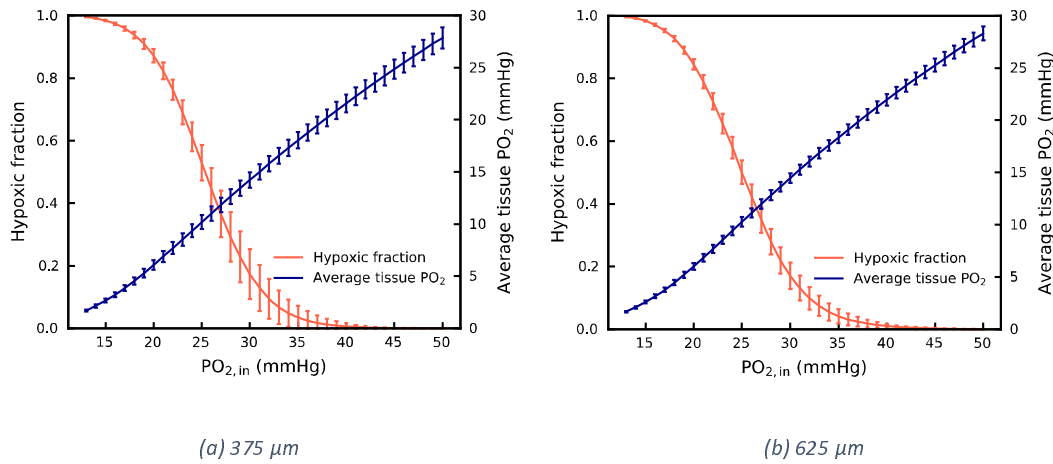 1.0
0.8
0.6
0.4
0.2
0.0
Hypoxic fraction
30
25
20
15
10
5
0
Average tissue PO₂ (mmHg)
Hypoxic fraction
Average tissue PO₂
15 20 25 30 35 40 45 50
PO₂,ᵢₙ (mmHg)
(a) 375 μm
1.0
0.8
0.6
0.4
0.2
0.0
Hypoxic fraction
30
25
20
15
10
5
0
Average tissue PO₂ (mmHg)
Hypoxic fraction
Average tissue PO₂
15 20 25 30 35 40 45 50
PO₂,ᵢₙ (mmHg)
(b) 625 μm